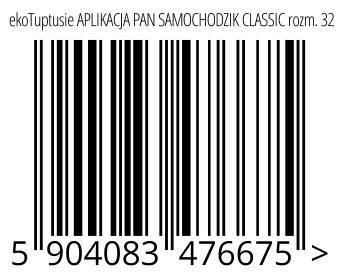 ekoTuptusie APLIKACJA PAN SAMOCHODZIK CLASSIC rozm. 32
5 904083 476675 >